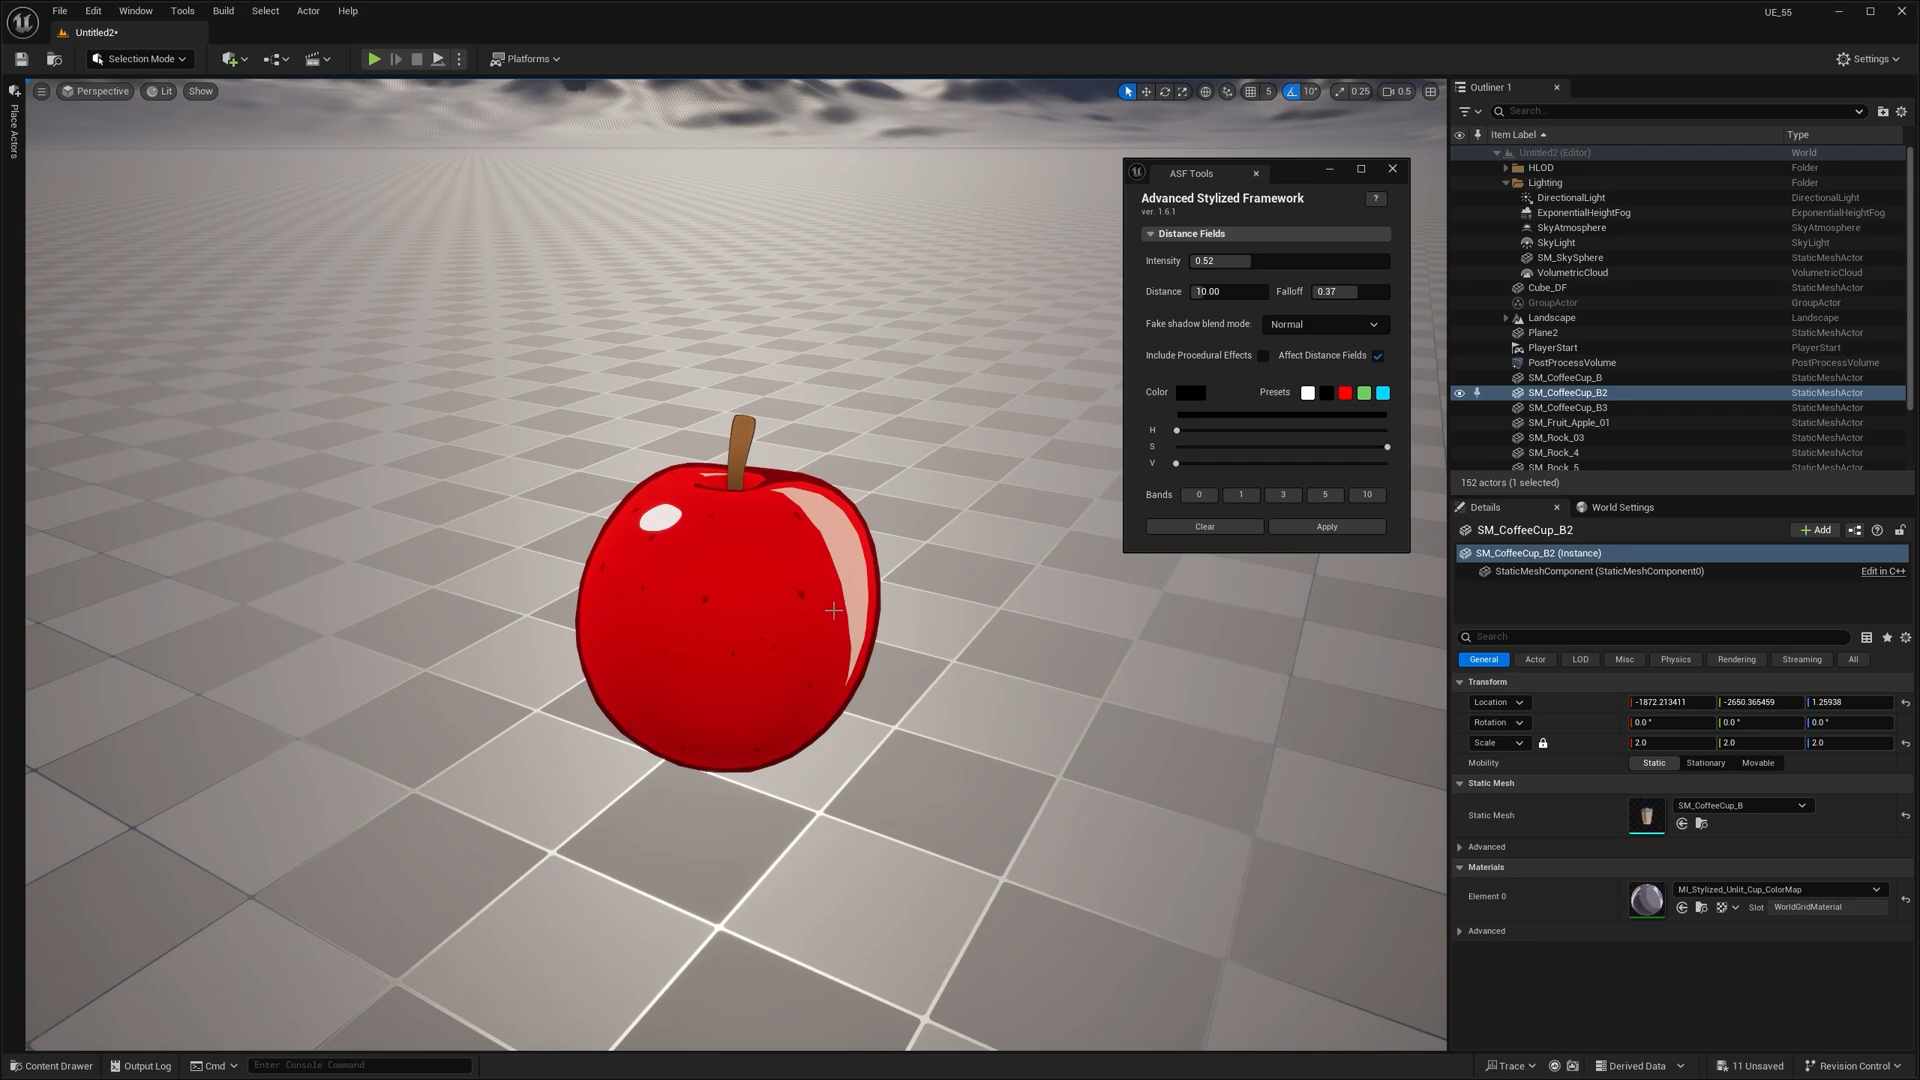 File Edit Window Tools Build Select Actor Help
UE_55
Untitled2•
Selection Mode
Platforms
Settings
Place Actors
Perspective Lit Show
5 10° 0.25 0.5
ASF Tools
Advanced Stylized Framework
?
ver. 1.6.1
Distance Fields
Intensity 0.52
Distance 10.00 Falloff 0.37
Fake shadow blend mode: Normal
Include Procedural Effects Affect Distance Fields
Color Presets
H
S
V
Bands 0 1 3 5 10
Clear Apply
Outliner 1
Search...
Item Label Type
Untitled2 (Editor) World
HLOD Folder
Lighting Folder
DirectionalLight DirectionalLight
ExponentialHeightFog ExponentialHeightFog
SkyAtmosphere SkyAtmosphere
SkyLight SkyLight
SM_SkySphere StaticMeshActor
VolumetricCloud VolumetricCloud
Cube_DF StaticMeshActor
GroupActor GroupActor
Landscape Landscape
Plane2 StaticMeshActor
PlayerStart PlayerStart
PostProcessVolume PostProcessVolume
SM_CoffeeCup_B StaticMeshActor
SM_CoffeeCup_B2 StaticMeshActor
SM_CoffeeCup_B3 StaticMeshActor
SM_Fruit_Apple_01 StaticMeshActor
SM_Rock_03 StaticMeshActor
SM_Rock_4 StaticMeshActor
SM_Rock_5 StaticMeshActor
152 actors (1 selected)
Details World Settings
SM_CoffeeCup_B2
Add
SM_CoffeeCup_B2 (Instance)
StaticMeshComponent (StaticMeshComponent0) Edit in C++
Search
General Actor LOD Misc Physics Rendering Streaming All
Transform
Location -1872.213411 -2650.365459 1.25938
Rotation 0.0 ° 0.0 ° 0.0 °
Scale 2.0 2.0 2.0
Mobility Static Stationary Movable
Static Mesh
Static Mesh SM_CoffeeCup_B
Advanced
Materials
Element 0 MI_Stylized_Unlit_Cup_ColorMap
Slot WorldGridMaterial
Advanced
Content Drawer Output Log Cmd Enter Console Command
Trace Derived Data 11 Unsaved Revision Control